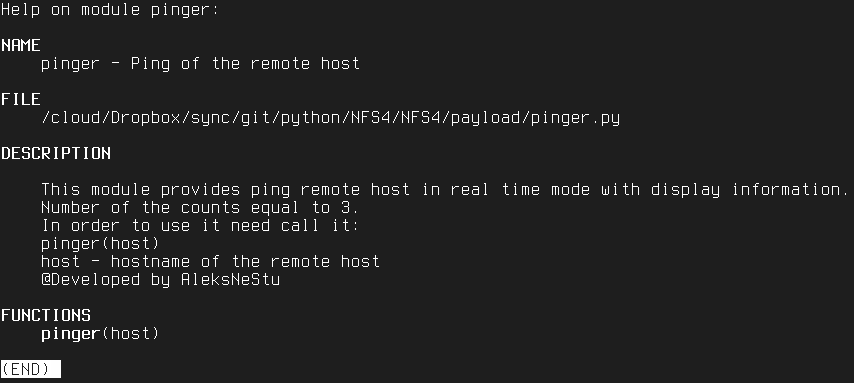 Help on module pinger:
NAME
pinger - Ping of the remote host
FILE
/cloud/Dropbox/sync/git/python/NFS4/NFS4/payload/pinger.py
DESCRIPTION
This module provides ping remote host in real time mode with display information.
Number of the counts equal to 3.
In order to use it need call it:
pinger(host)
host - hostname of the remote host
@Developed by AleksNeStu
FUNCTIONS
pinger(host)
(END)